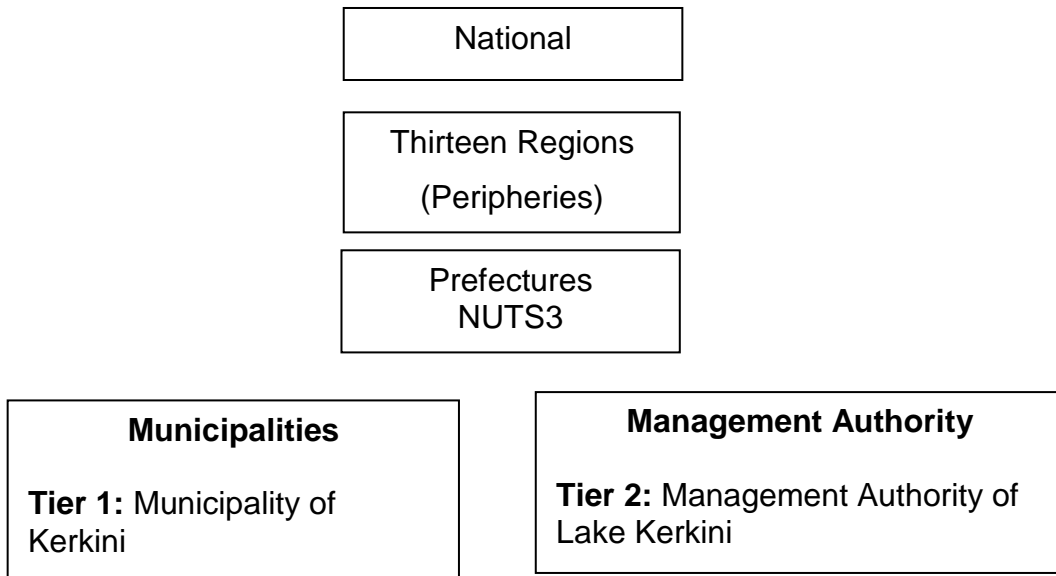 National
Thirteen Regions
(Peripheries)
Prefectures
NUTS3
Municipalities
Tier 1: Municipality of
Kerkini
Management Authority
Tier 2: Management Authority of
Lake Kerkini